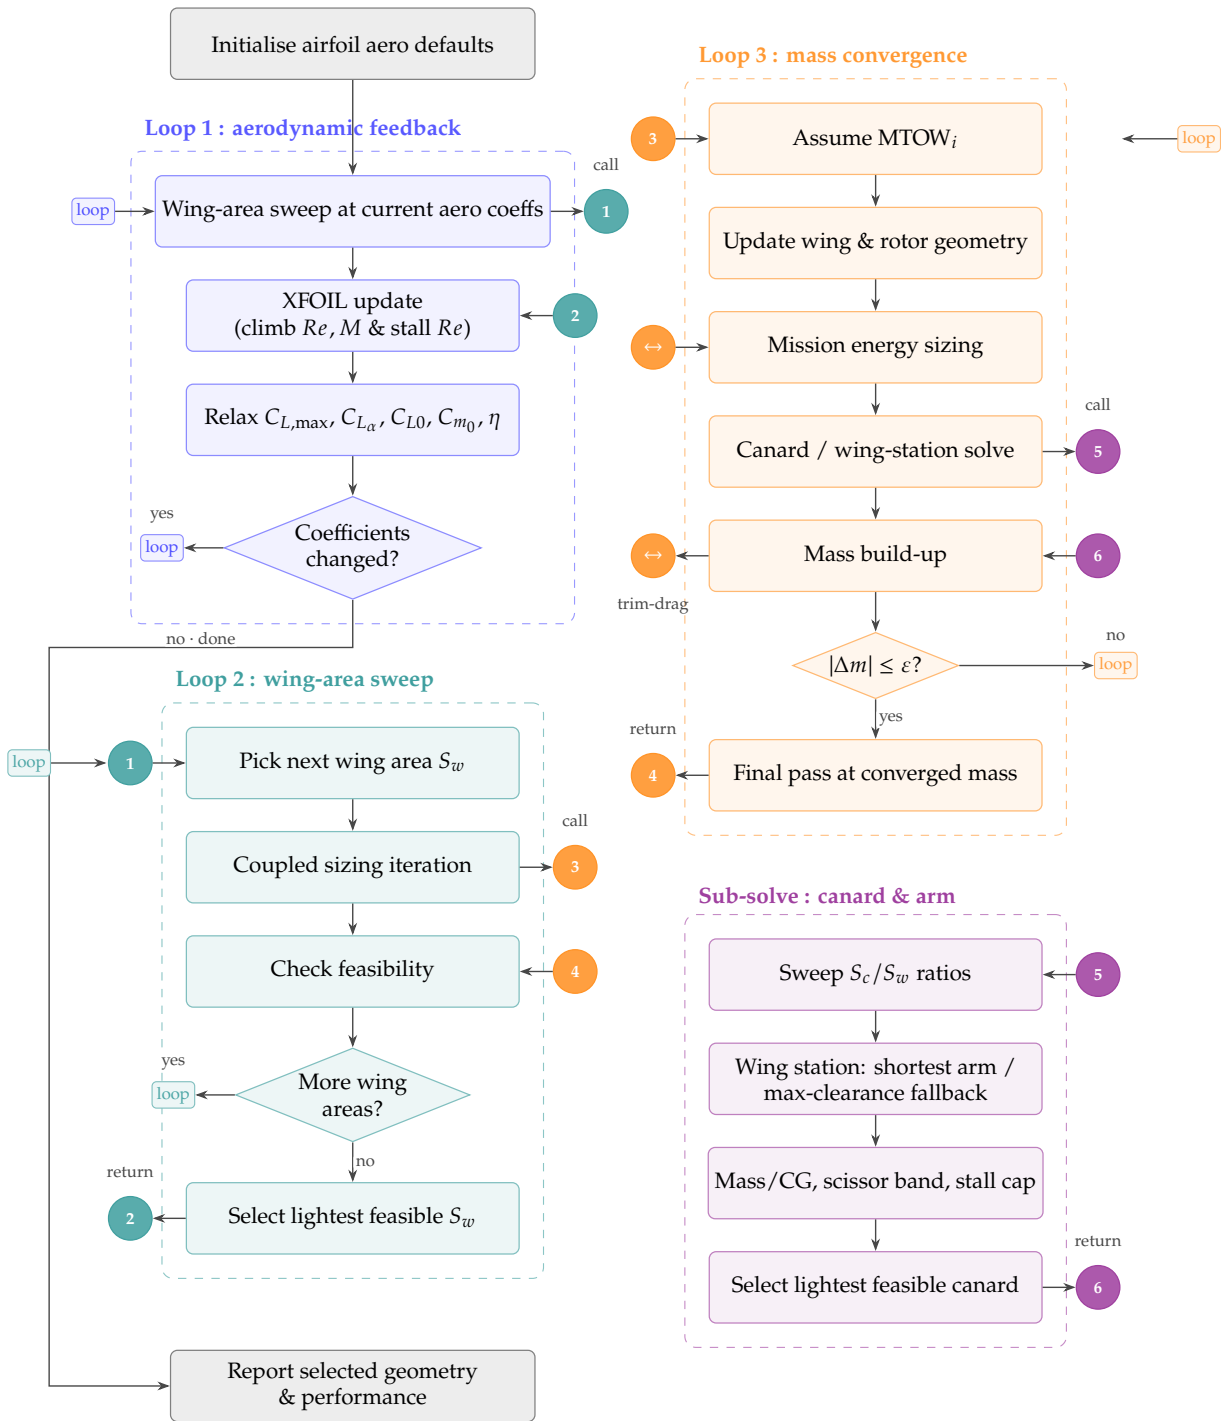 Initialise airfoil aero defaults
Loop 1 : aerodynamic feedback
call
loop
Wing-area sweep at current aero coeffs
1
XFOIL update
(climb Re, M & stall Re)
2
Relax C_{L,max}, C_{L_α}, C_{L0}, C_{m_0}, η
Coefficients
changed?
yes
loop
no · done
Loop 2 : wing-area sweep
loop
1
Pick next wing area S_w
call
Coupled sizing iteration
3
Check feasibility
4
More wing
areas?
yes
loop
no
return
2
Select lightest feasible S_w
Report selected geometry
& performance
Loop 3 : mass convergence
3
Assume MTOW_i
loop
Update wing & rotor geometry
↔
Mission energy sizing
call
Canard / wing-station solve
5
↔
Mass build-up
6
trim-drag
|Δm| ≤ ε?
no
loop
yes
return
4
Final pass at converged mass
Sub-solve : canard & arm
Sweep S_c/S_w ratios
5
Wing station: shortest arm /
max-clearance fallback
Mass/CG, scissor band, stall cap
return
Select lightest feasible canard
6